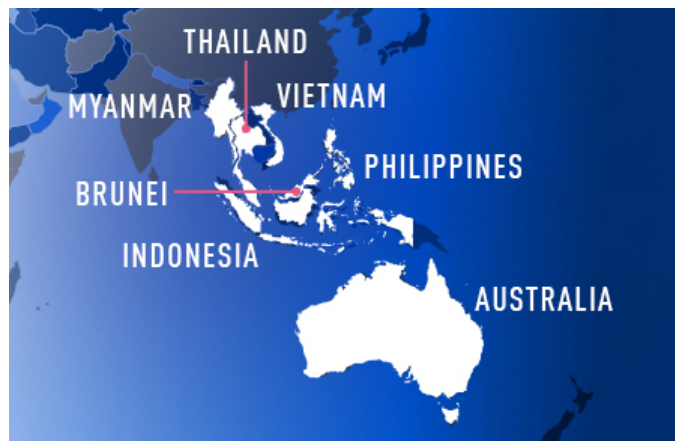 THAILAND
MYANMAR
VIETNAM
PHILIPPINES
BRUNEI
INDONESIA
AUSTRALIA